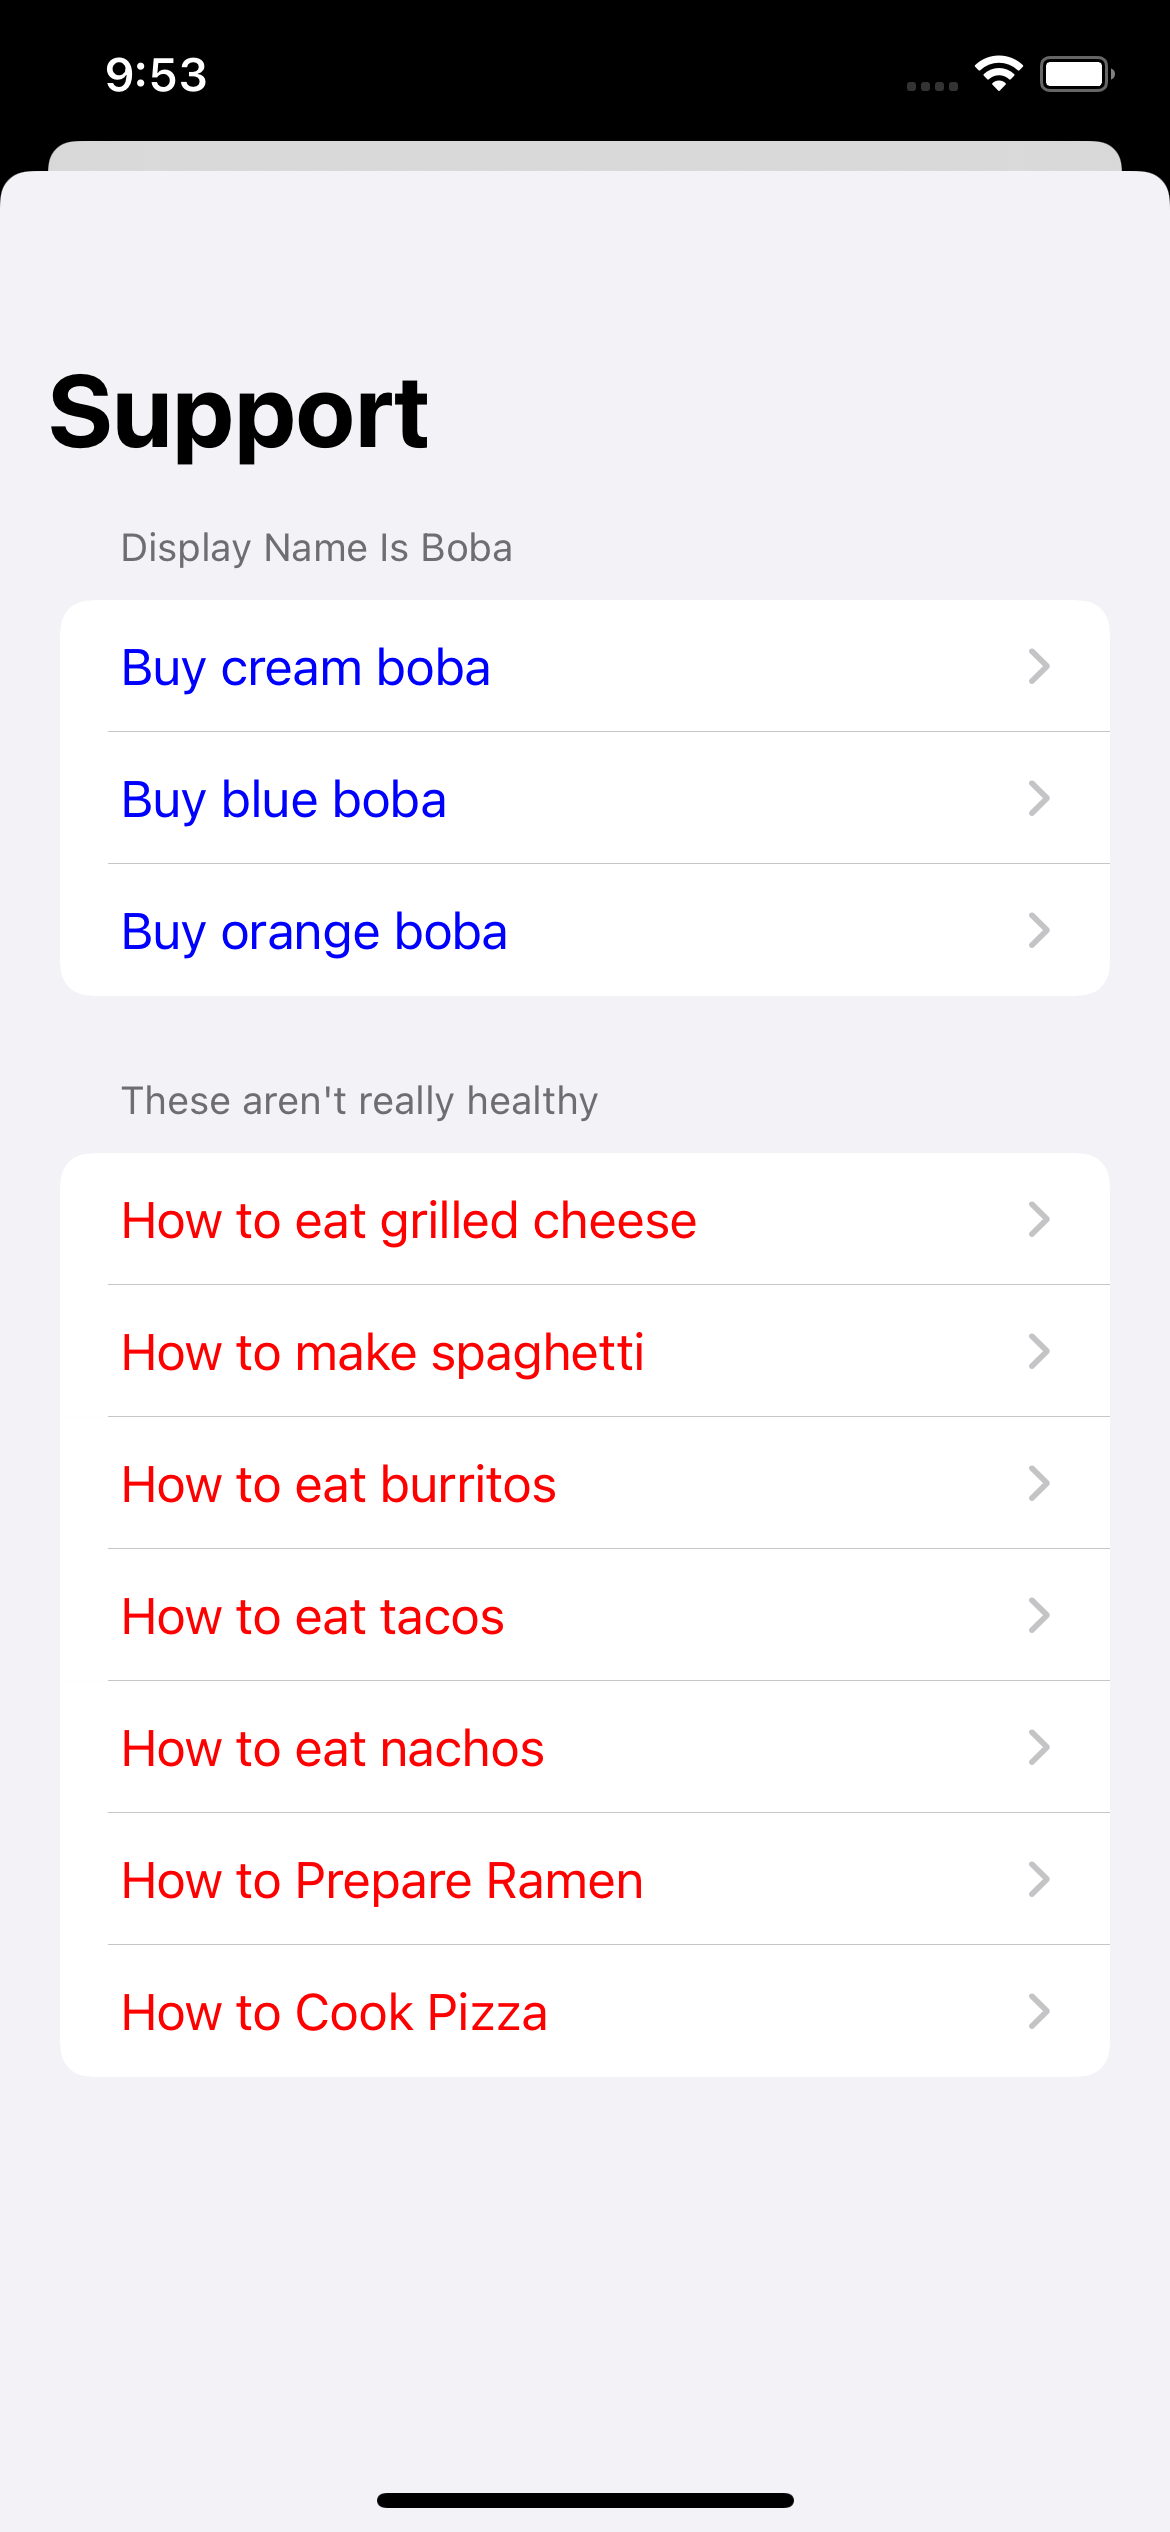 9:53
Support
Display Name Is Boba
Buy cream boba
Buy blue boba
Buy orange boba
These aren't really healthy
How to eat grilled cheese
How to make spaghetti
How to eat burritos
How to eat tacos
How to eat nachos
How to Prepare Ramen
How to Cook Pizza